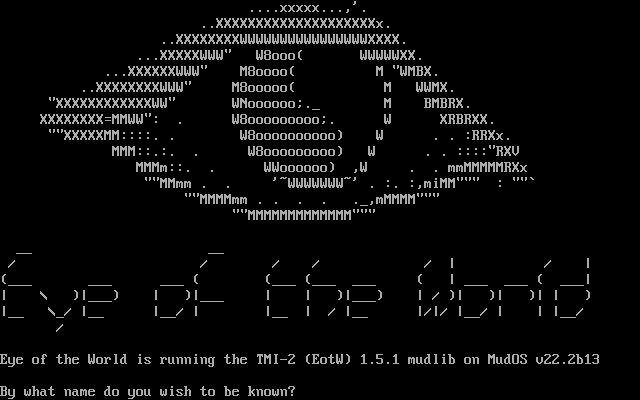 Eye of the World
Eye of the World is running the TMI-2 (EotW) 1.5.1 mudlib on MudOS v22.2b13
By what name do you wish to be known?